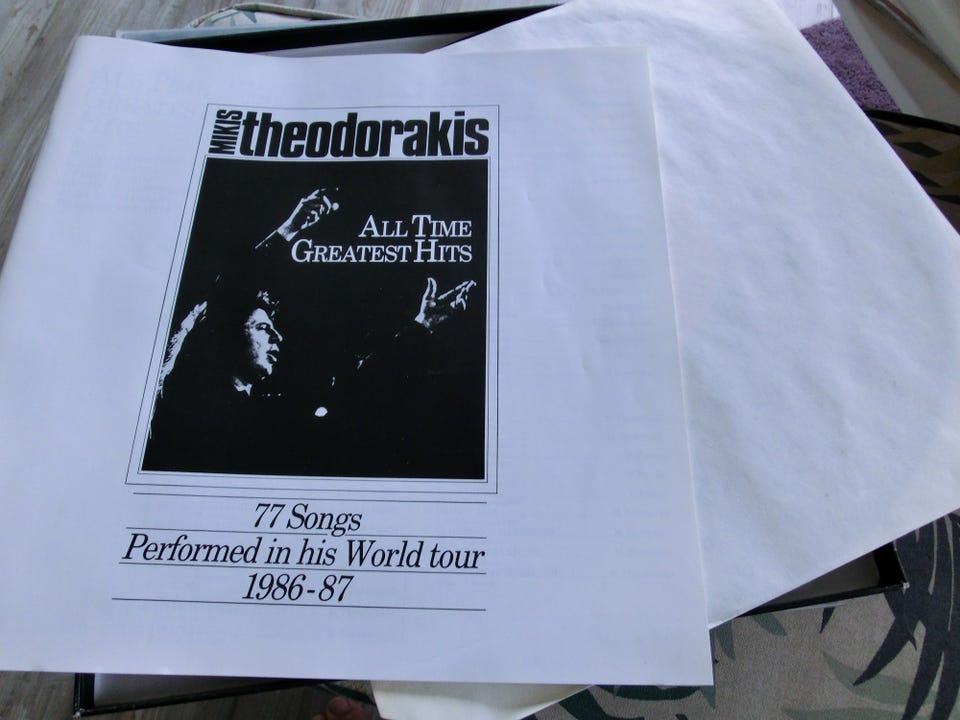 MIKIS theodorakis
ALL TIME
GREATEST HITS
77 Songs
Performed in his World tour
1986-87